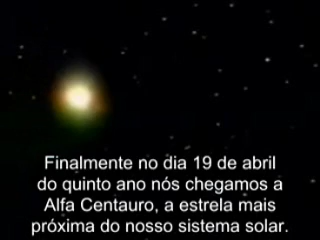 Finalmente no dia 19 de abril
do quinto ano nós chegamos a
Alfa Centauro, a estrela mais
próxima do nosso sistema solar.